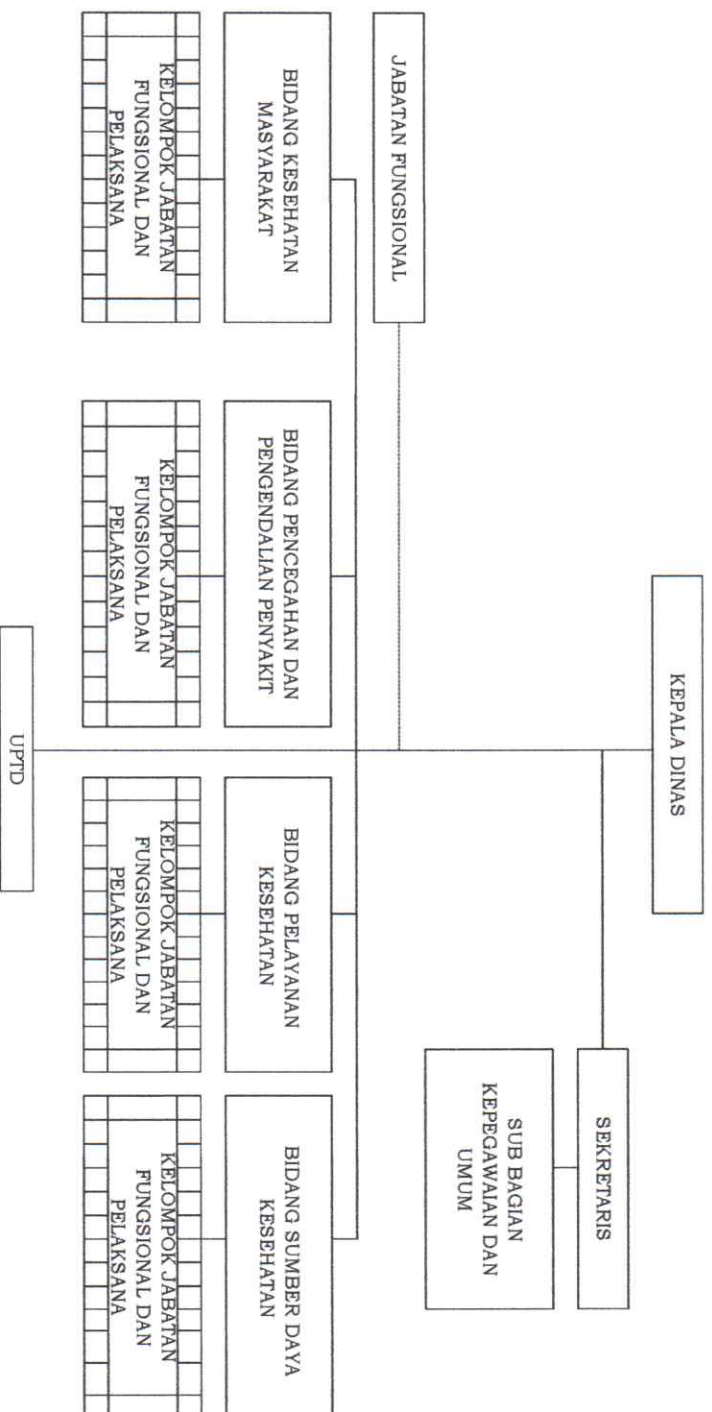 KEPALA DINAS
SEKRETARIS
SUB BAGIAN
KEPEGAWAIAN DAN
UMUM
JABATAN FUNGSIONAL
BIDANG KESEHATAN
MASYARAKAT
BIDANG PENCEGAHAN DAN
PENGENDALIAN PENYAKIT
BIDANG PELAYANAN
KESEHATAN
BIDANG SUMBER DAYA
KESEHATAN
KELOMPOK JABATAN
FUNGSIONAL DAN
PELAKSANA
KELOMPOK JABATAN
FUNGSIONAL DAN
PELAKSANA
KELOMPOK JABATAN
FUNGSIONAL DAN
PELAKSANA
KELOMPOK JABATAN
FUNGSIONAL DAN
PELAKSANA
UPTD